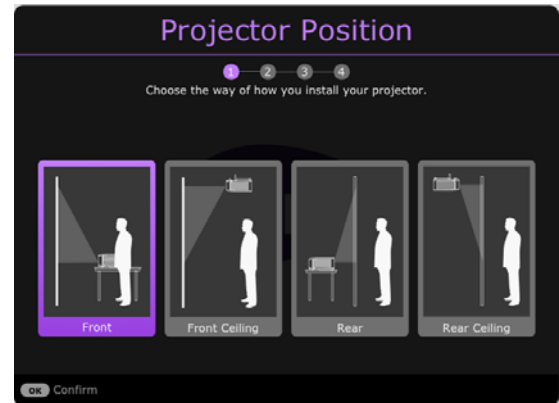 Projector Position
1 2 3 4
Choose the way of how you install your projector.
Front Front Ceiling Rear Rear Ceiling
OK Confirm